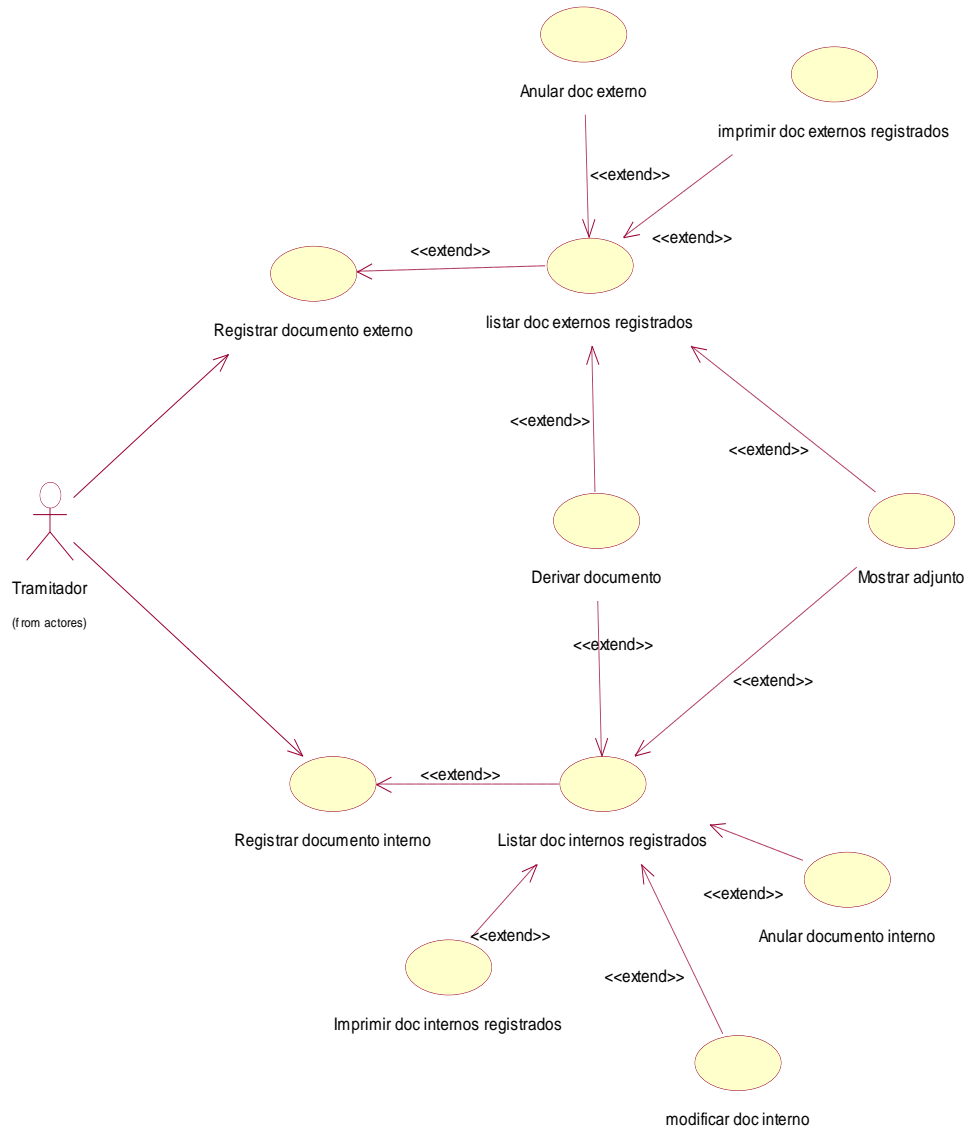 Anular doc externo
imprimir doc externos registrados
<<extend>>
<<extend>>
<<extend>>
Registrar documento externo
listar doc externos registrados
<<extend>>
<<extend>>
Tramitador
(from actores)
Derivar documento
Mostrar adjunto
<<extend>>
<<extend>>
<<extend>>
Registrar documento interno
Listar doc internos registrados
<<extend>>
Anular documento interno
<<extend>>
<<extend>>
Imprimir doc internos registrados
modificar doc interno